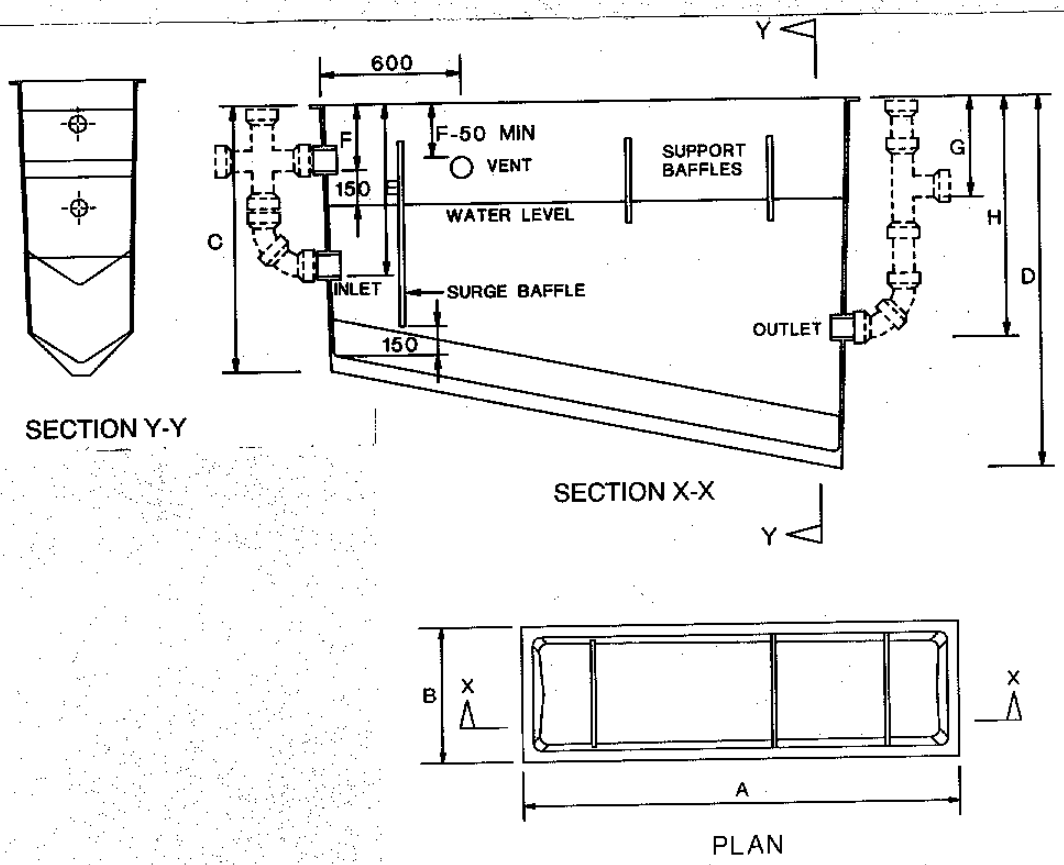 Y
600
F
F-50 MIN
VENT
SUPPORT
BAFFLES
G
150
E
WATER LEVEL
H
C
D
INLET
SURGE BAFFLE
OUTLET
150
SECTION Y-Y
SECTION X-X
Y
B
X
X
A
PLAN